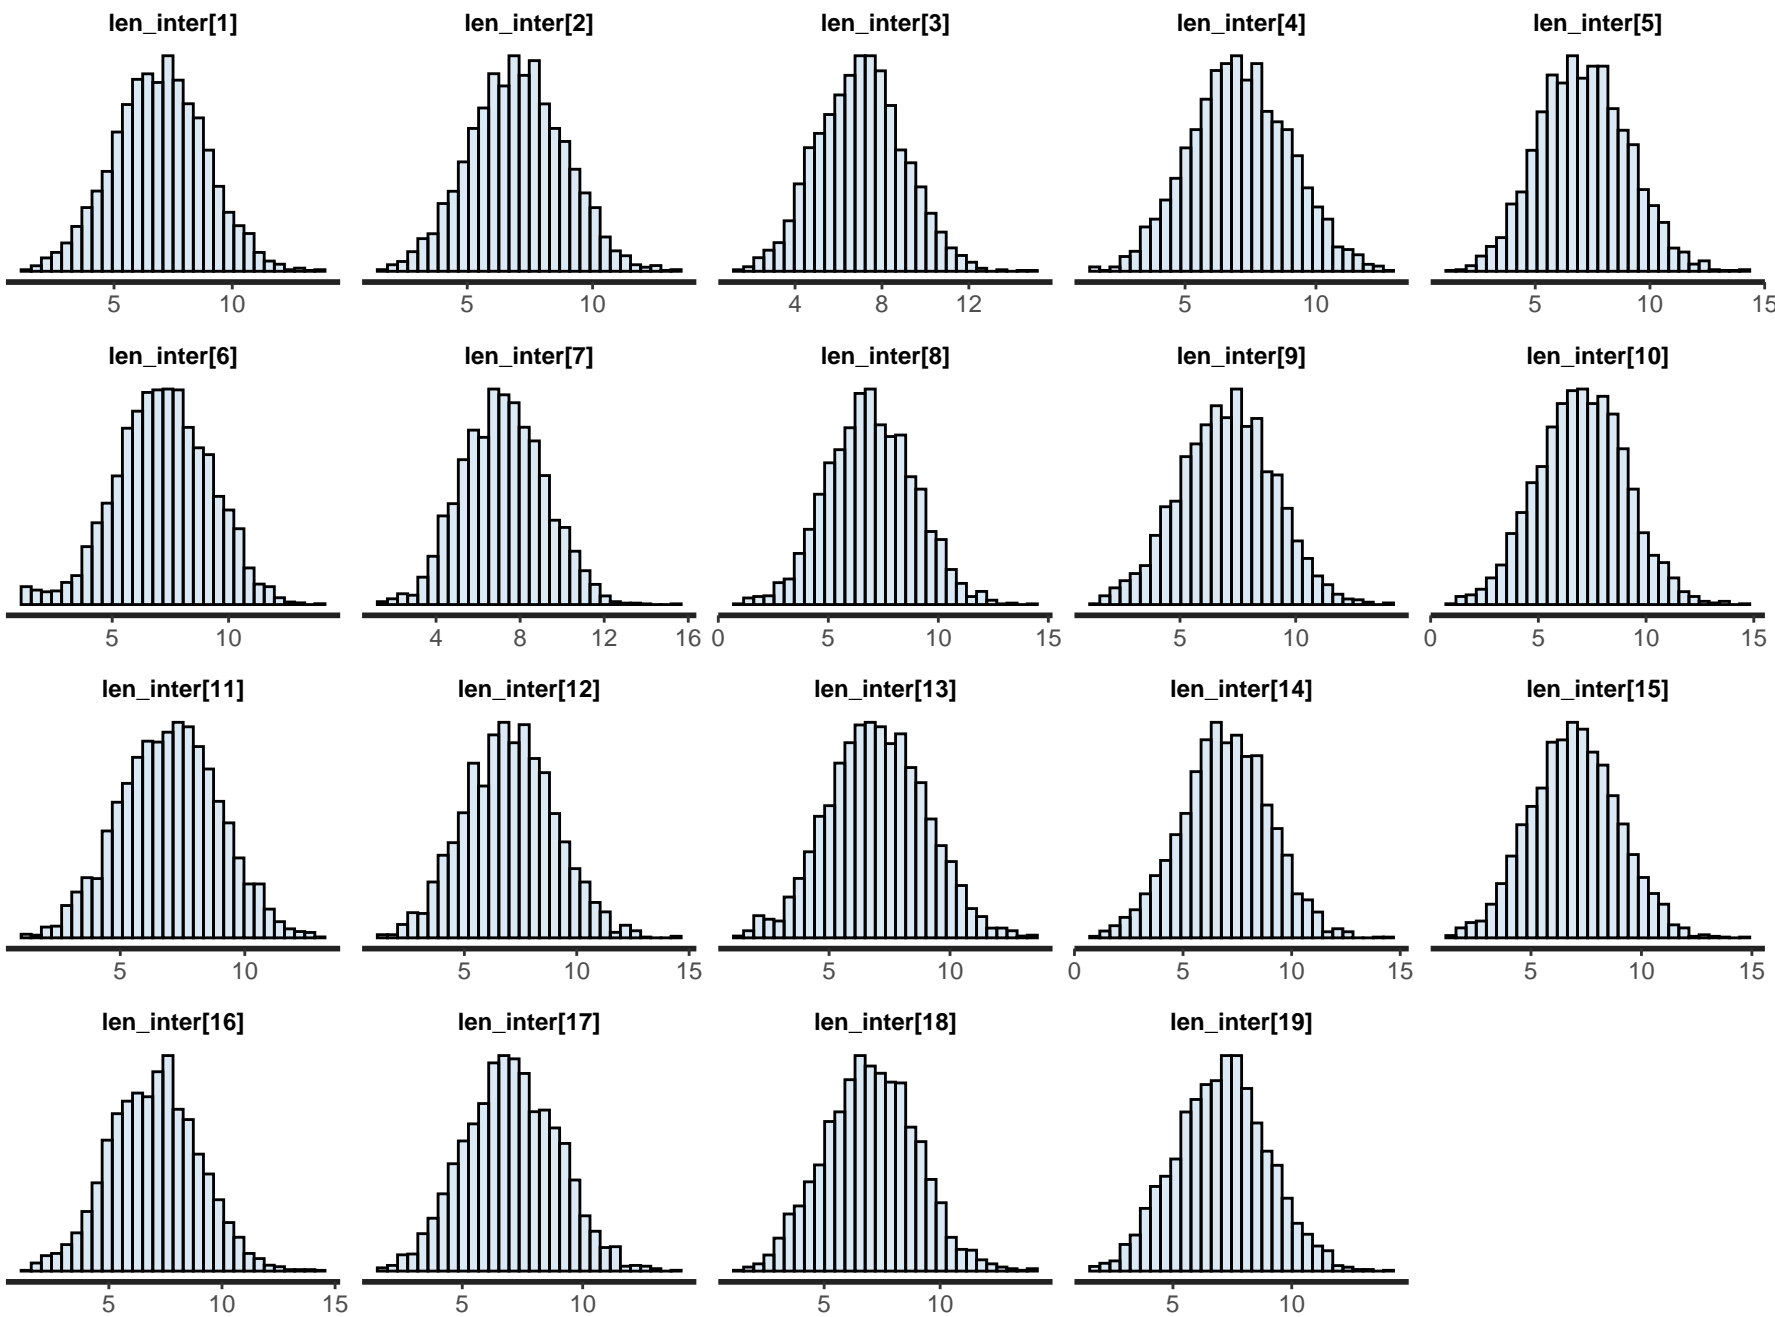 len_inter[1] len_inter[2] len_inter[3] len_inter[4] len_inter[5]
5 10 5 10 4 8 12 5 10 5 10 15
len_inter[6] len_inter[7] len_inter[8] len_inter[9] len_inter[10]
5 10 4 8 12 16 0 5 10 15 5 10 0 5 10 15
len_inter[11] len_inter[12] len_inter[13] len_inter[14] len_inter[15]
5 10 5 10 15 5 10 0 5 10 15 5 10 15
len_inter[16] len_inter[17] len_inter[18] len_inter[19]
5 10 15 5 10 5 10 5 10